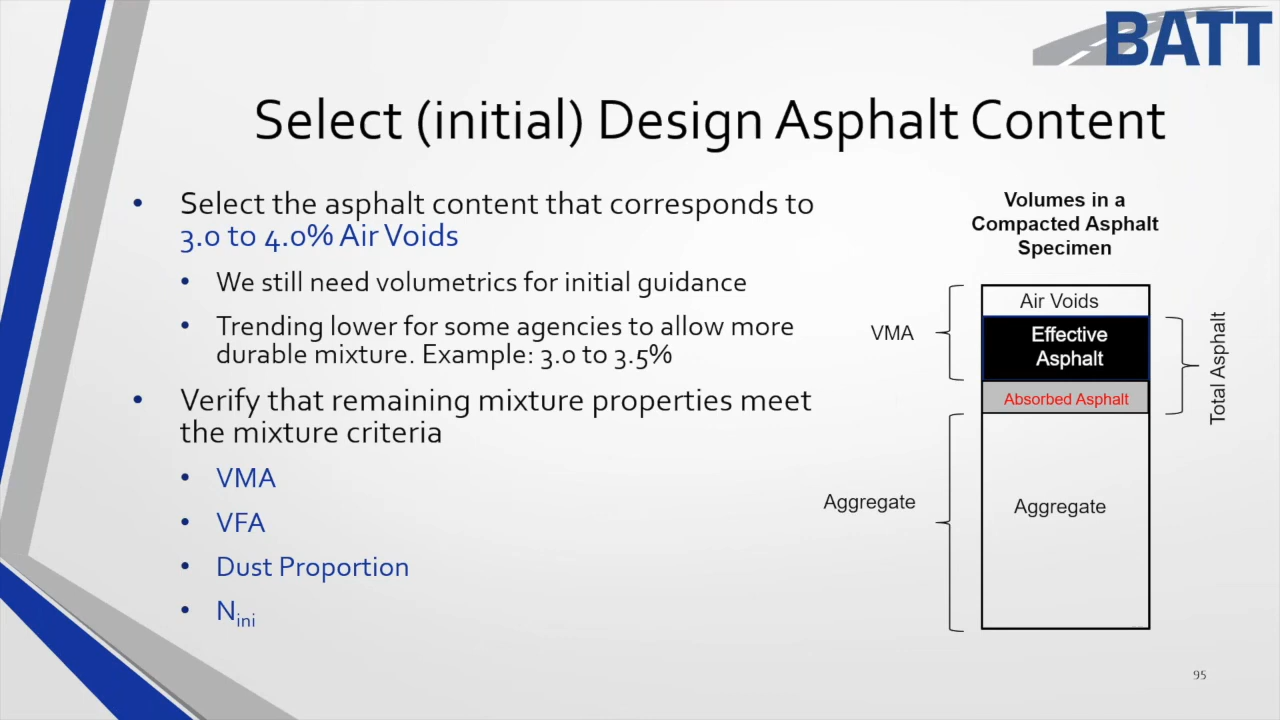 BATT
Select (initial) Design Asphalt Content
• Select the asphalt content that corresponds to
3.0 to 4.0% Air Voids
• We still need volumetrics for initial guidance
• Trending lower for some agencies to allow more
durable mixture. Example: 3.0 to 3.5%
• Verify that remaining mixture properties meet
the mixture criteria
• VMA
• VFA
• Dust Proportion
• Nini
Volumes in a
Compacted Asphalt
Specimen
Air Voids
VMA
Effective
Asphalt
Total Asphalt
Absorbed Asphalt
Aggregate
Aggregate
95